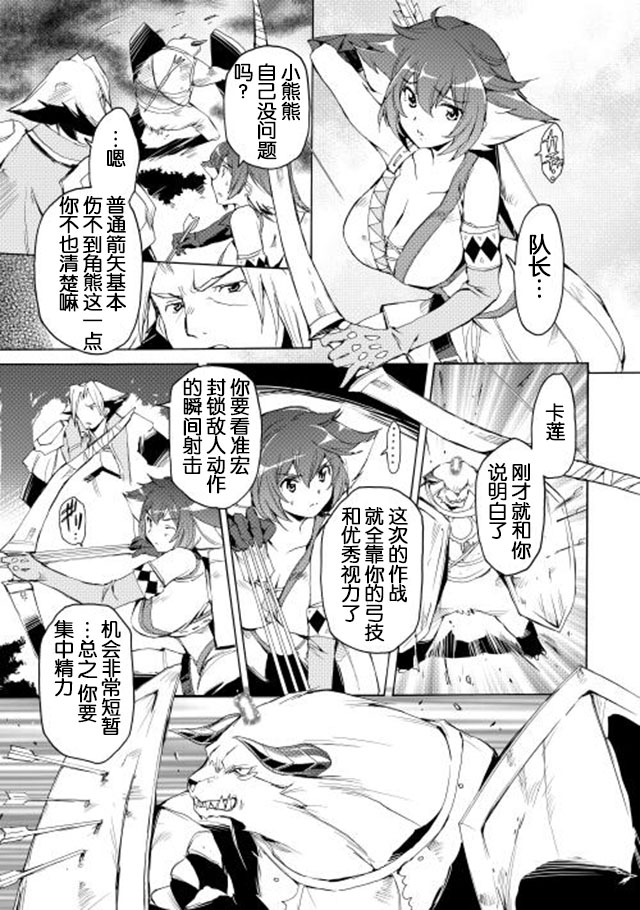 队长…
小熊熊
自己没问题
吗？
…嗯
普通箭矢基本
伤不到角熊这一点
你不也清楚嘛
卡莲
刚才就和你
说明白了
……
这次的作战
就全靠你的弓技
和优秀视力了
你要看准宏
封锁敌人动作
的瞬间射击
机会非常短暂
…总之 你要
集中精力